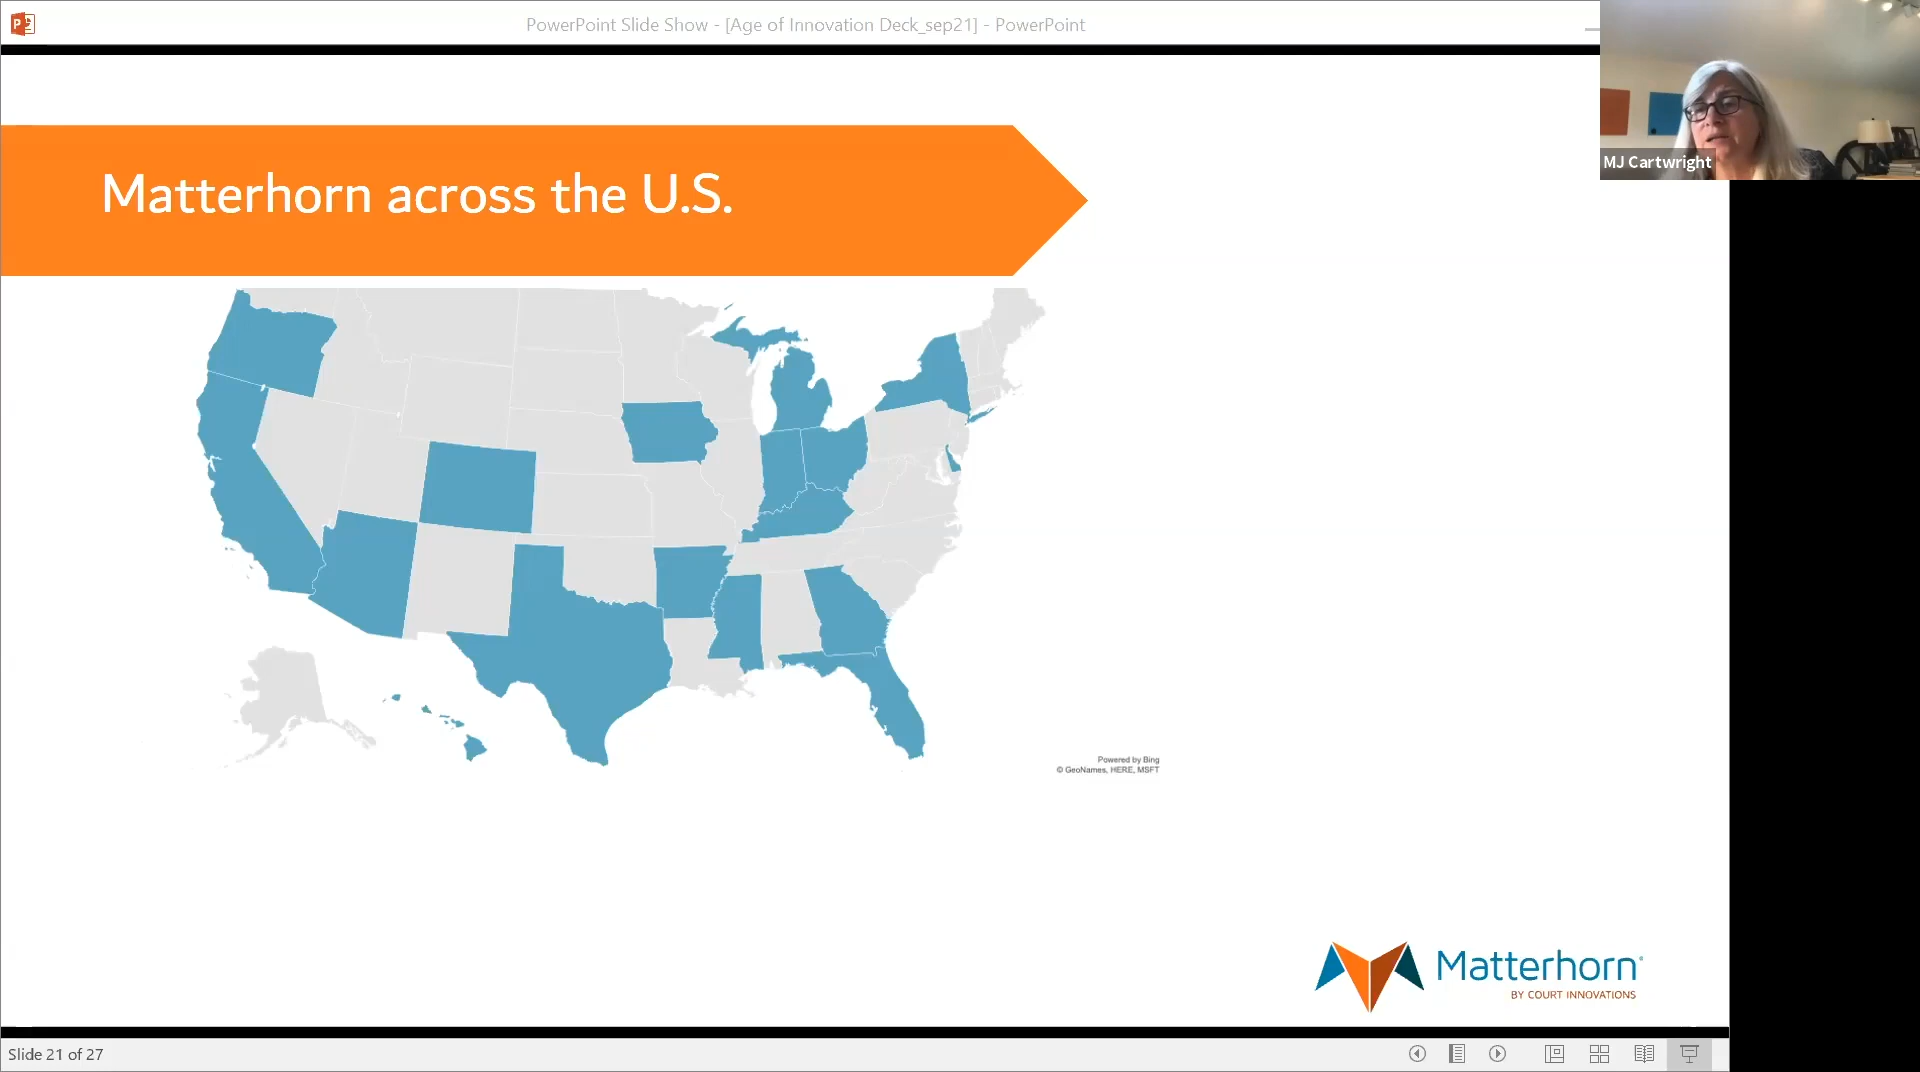 PowerPoint Slide Show - [Age of Innovation Deck_sep21] - PowerPoint
MJ Cartwright
Matterhorn across the U.S.
Powered by Bing
© GeoNames, HERE, MSFT
Matterhorn
BY COURT INNOVATIONS
Slide 21 of 27